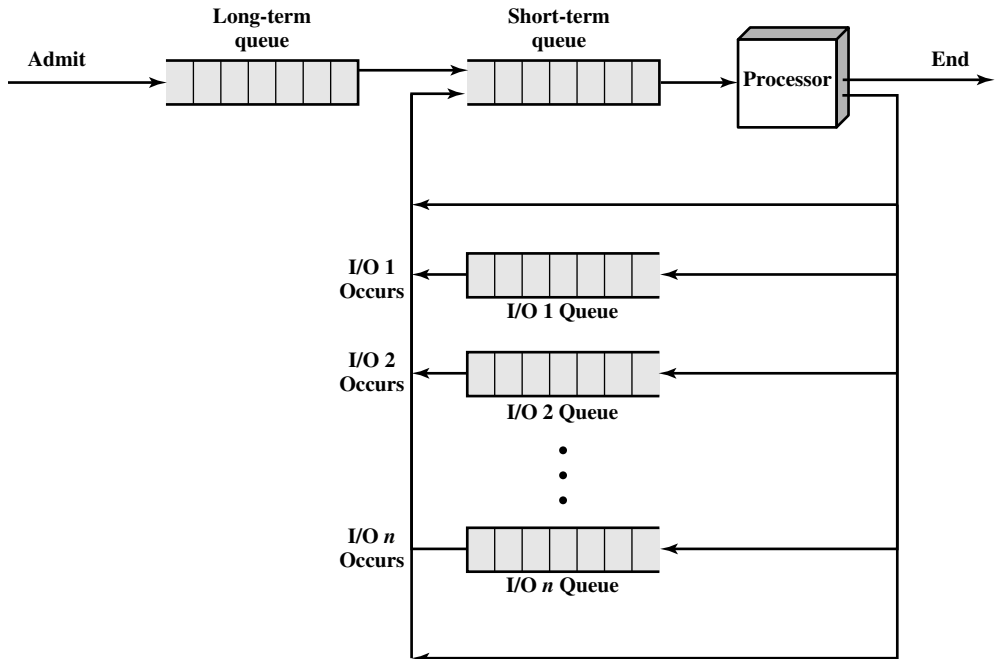 Long-term
queue
Short-term
queue
Admit
Processor
End
I/O 1
Occurs
I/O 1 Queue
I/O 2
Occurs
I/O 2 Queue
I/O n
Occurs
I/O n Queue